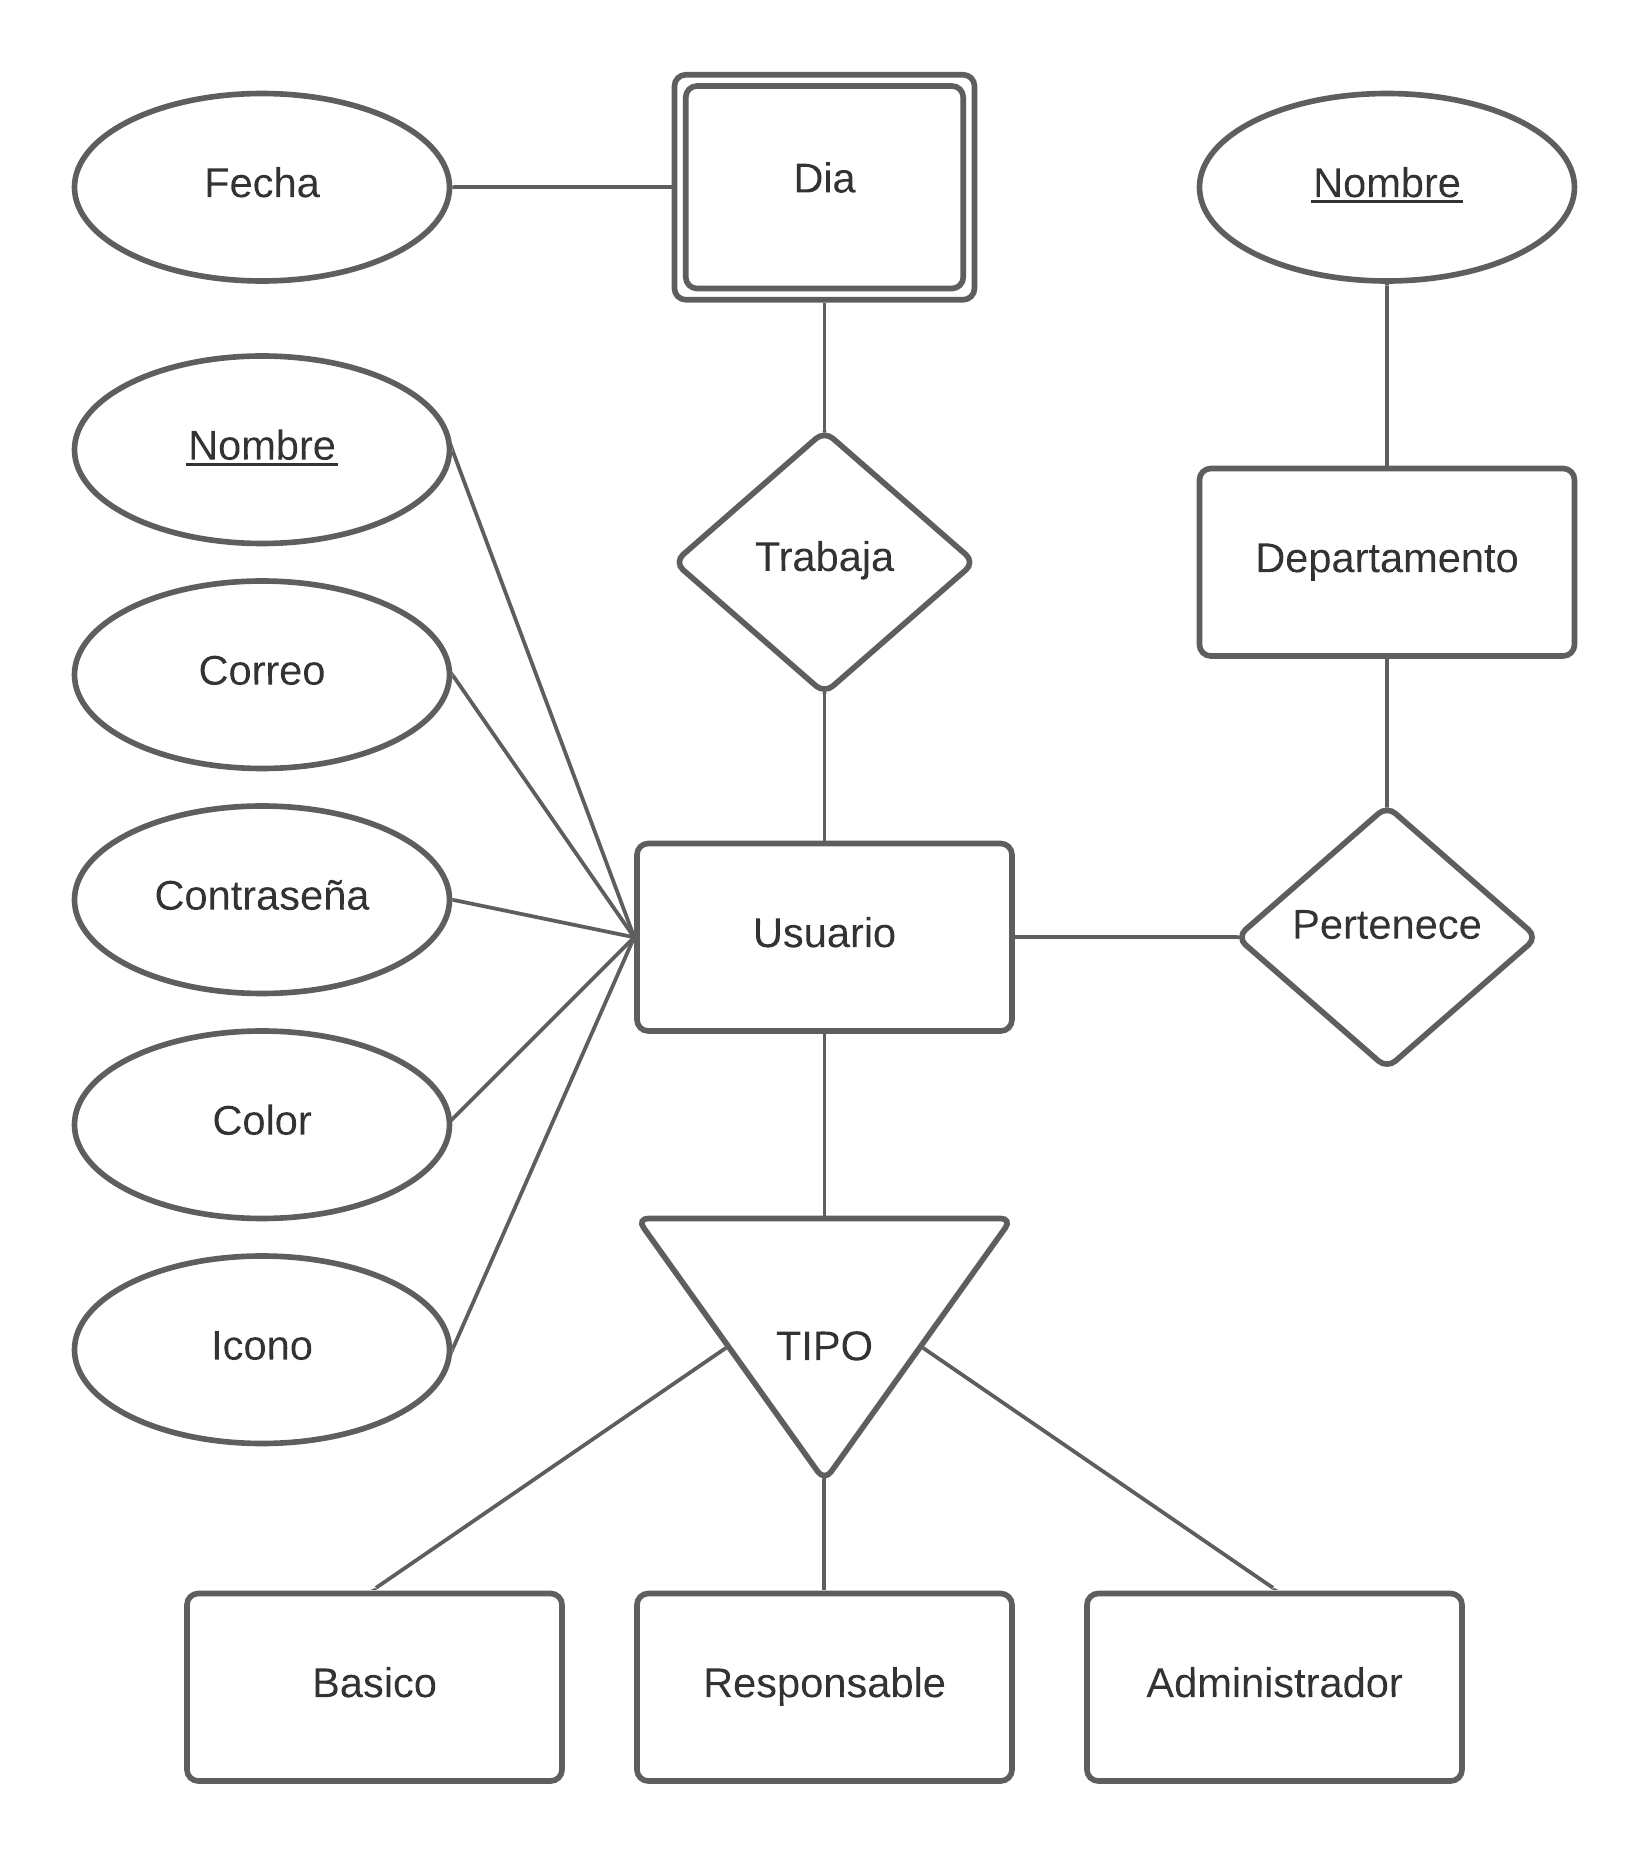 Fecha
Dia
Nombre
Nombre
Trabaja
Departamento
Correo
Contraseña
Usuario
Pertenece
Color
Icono
TIPO
Basico
Responsable
Administrador